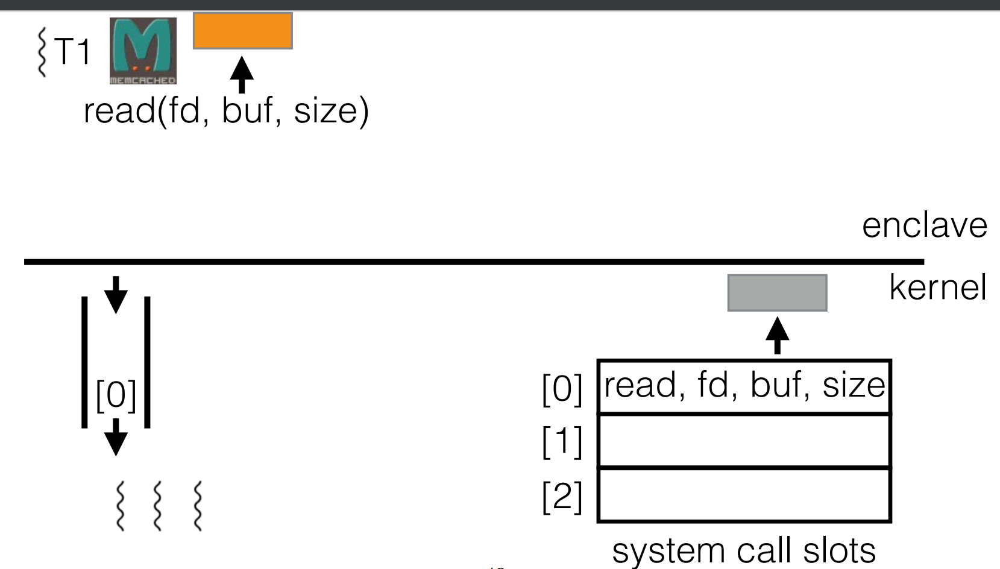 T1
MEMCACHED
read(fd, buf, size)
enclave
kernel
[0]
[0] read, fd, buf, size
[1]
[2]
system call slots